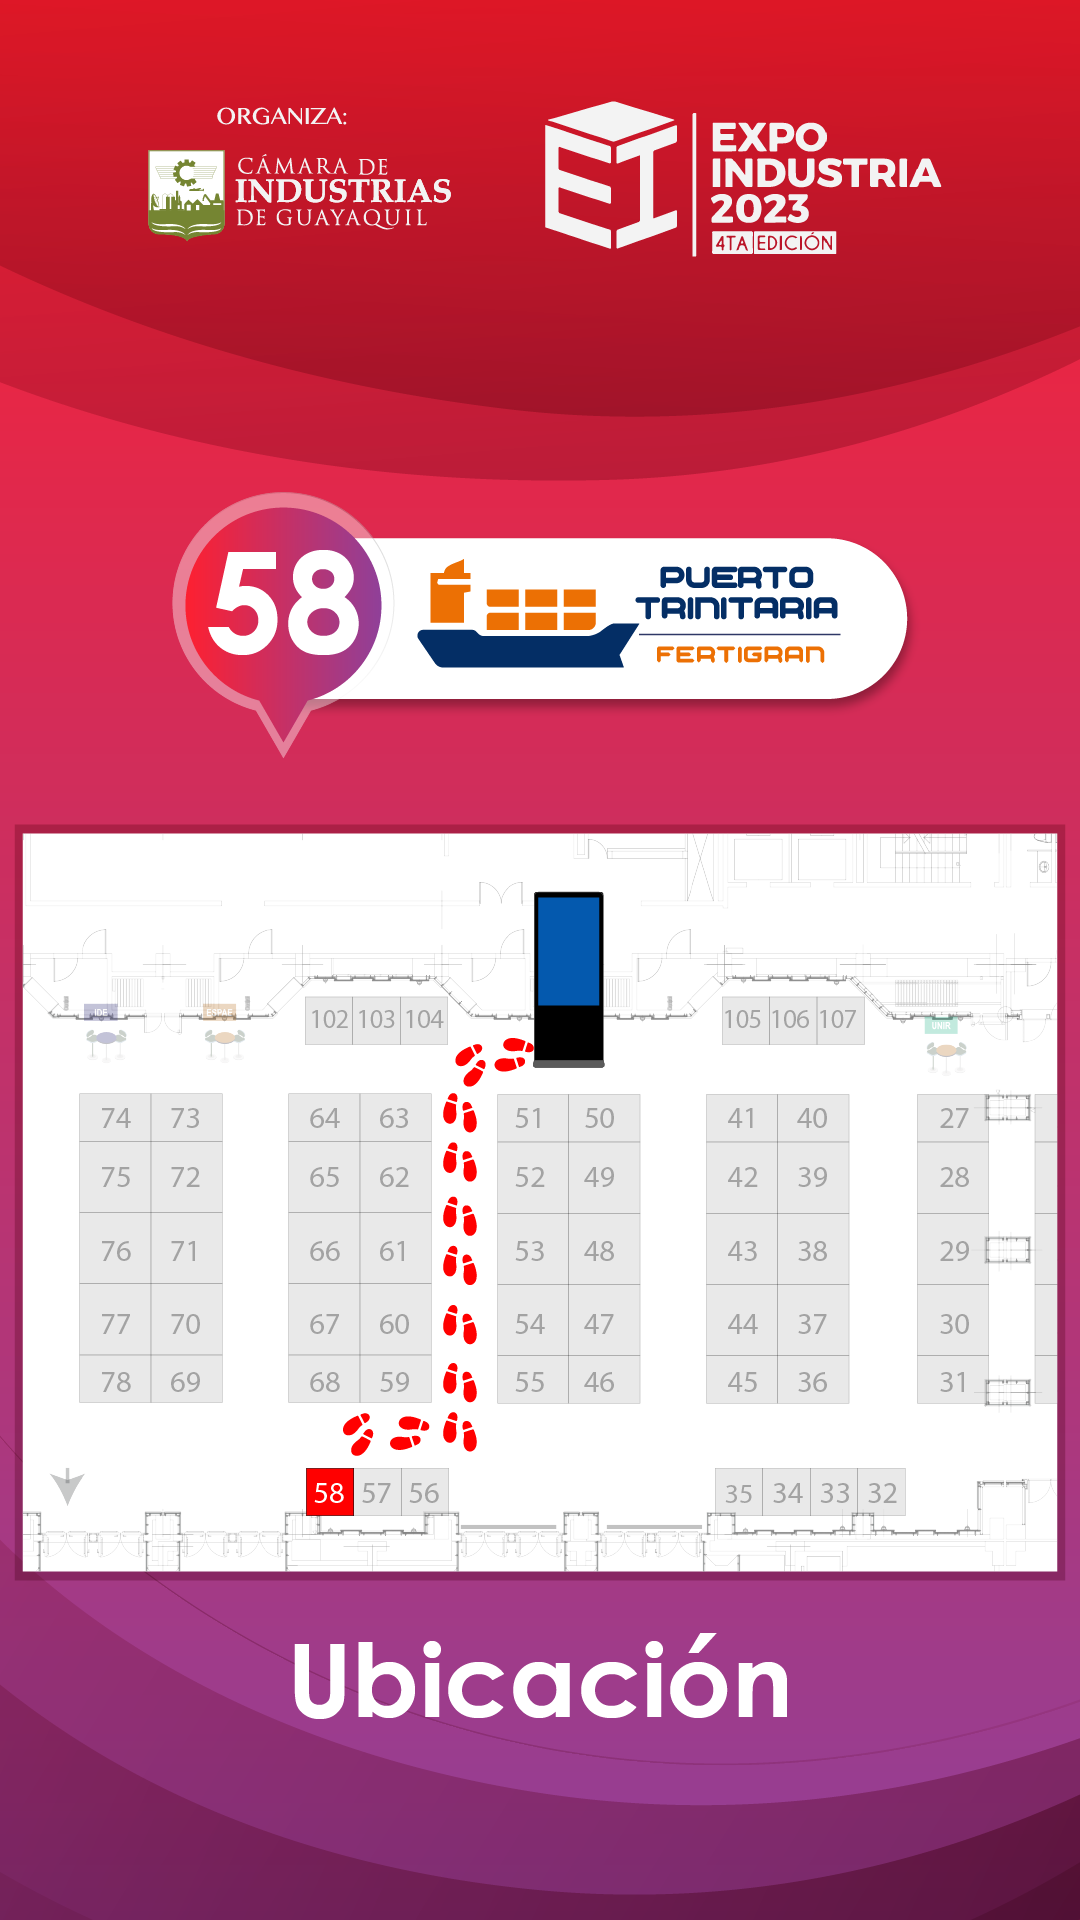 ORGANIZA:
CÁMARA DE
INDUSTRIAS
DE GUAYAQUIL
EXPO
INDUSTRIA
2023
4TA EDICIÓN
58
PUERTO
TRINITARIA
FERTIGRAN
IDE
ESPAE
UNIR
102 103 104
105 106 107
74 73 64 63 51 50 41 40 27
75 72 65 62 52 49 42 39 28
76 71 66 61 53 48 43 38 29
77 70 67 60 54 47 44 37 30
78 69 68 59 55 46 45 36 31
58 57 56
35 34 33 32
Ubicación